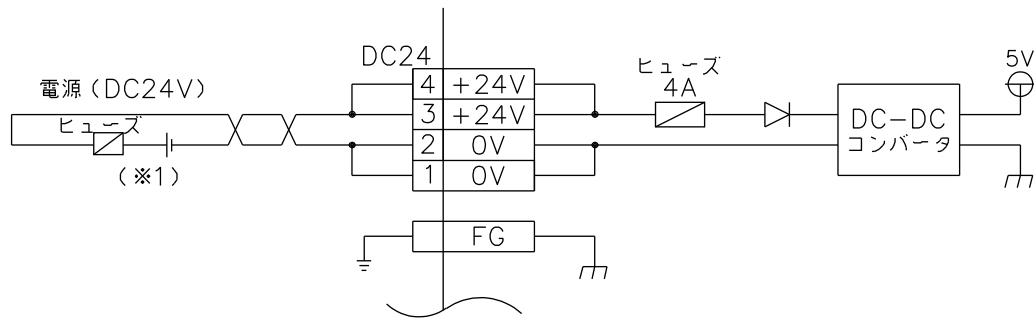 DC24
電源(DC24V)
ヒューズ
(※1)
4 +24V
3 +24V
2 0V
1 0V
FG
ヒューズ
4A
DC-DC
コンバータ
5V